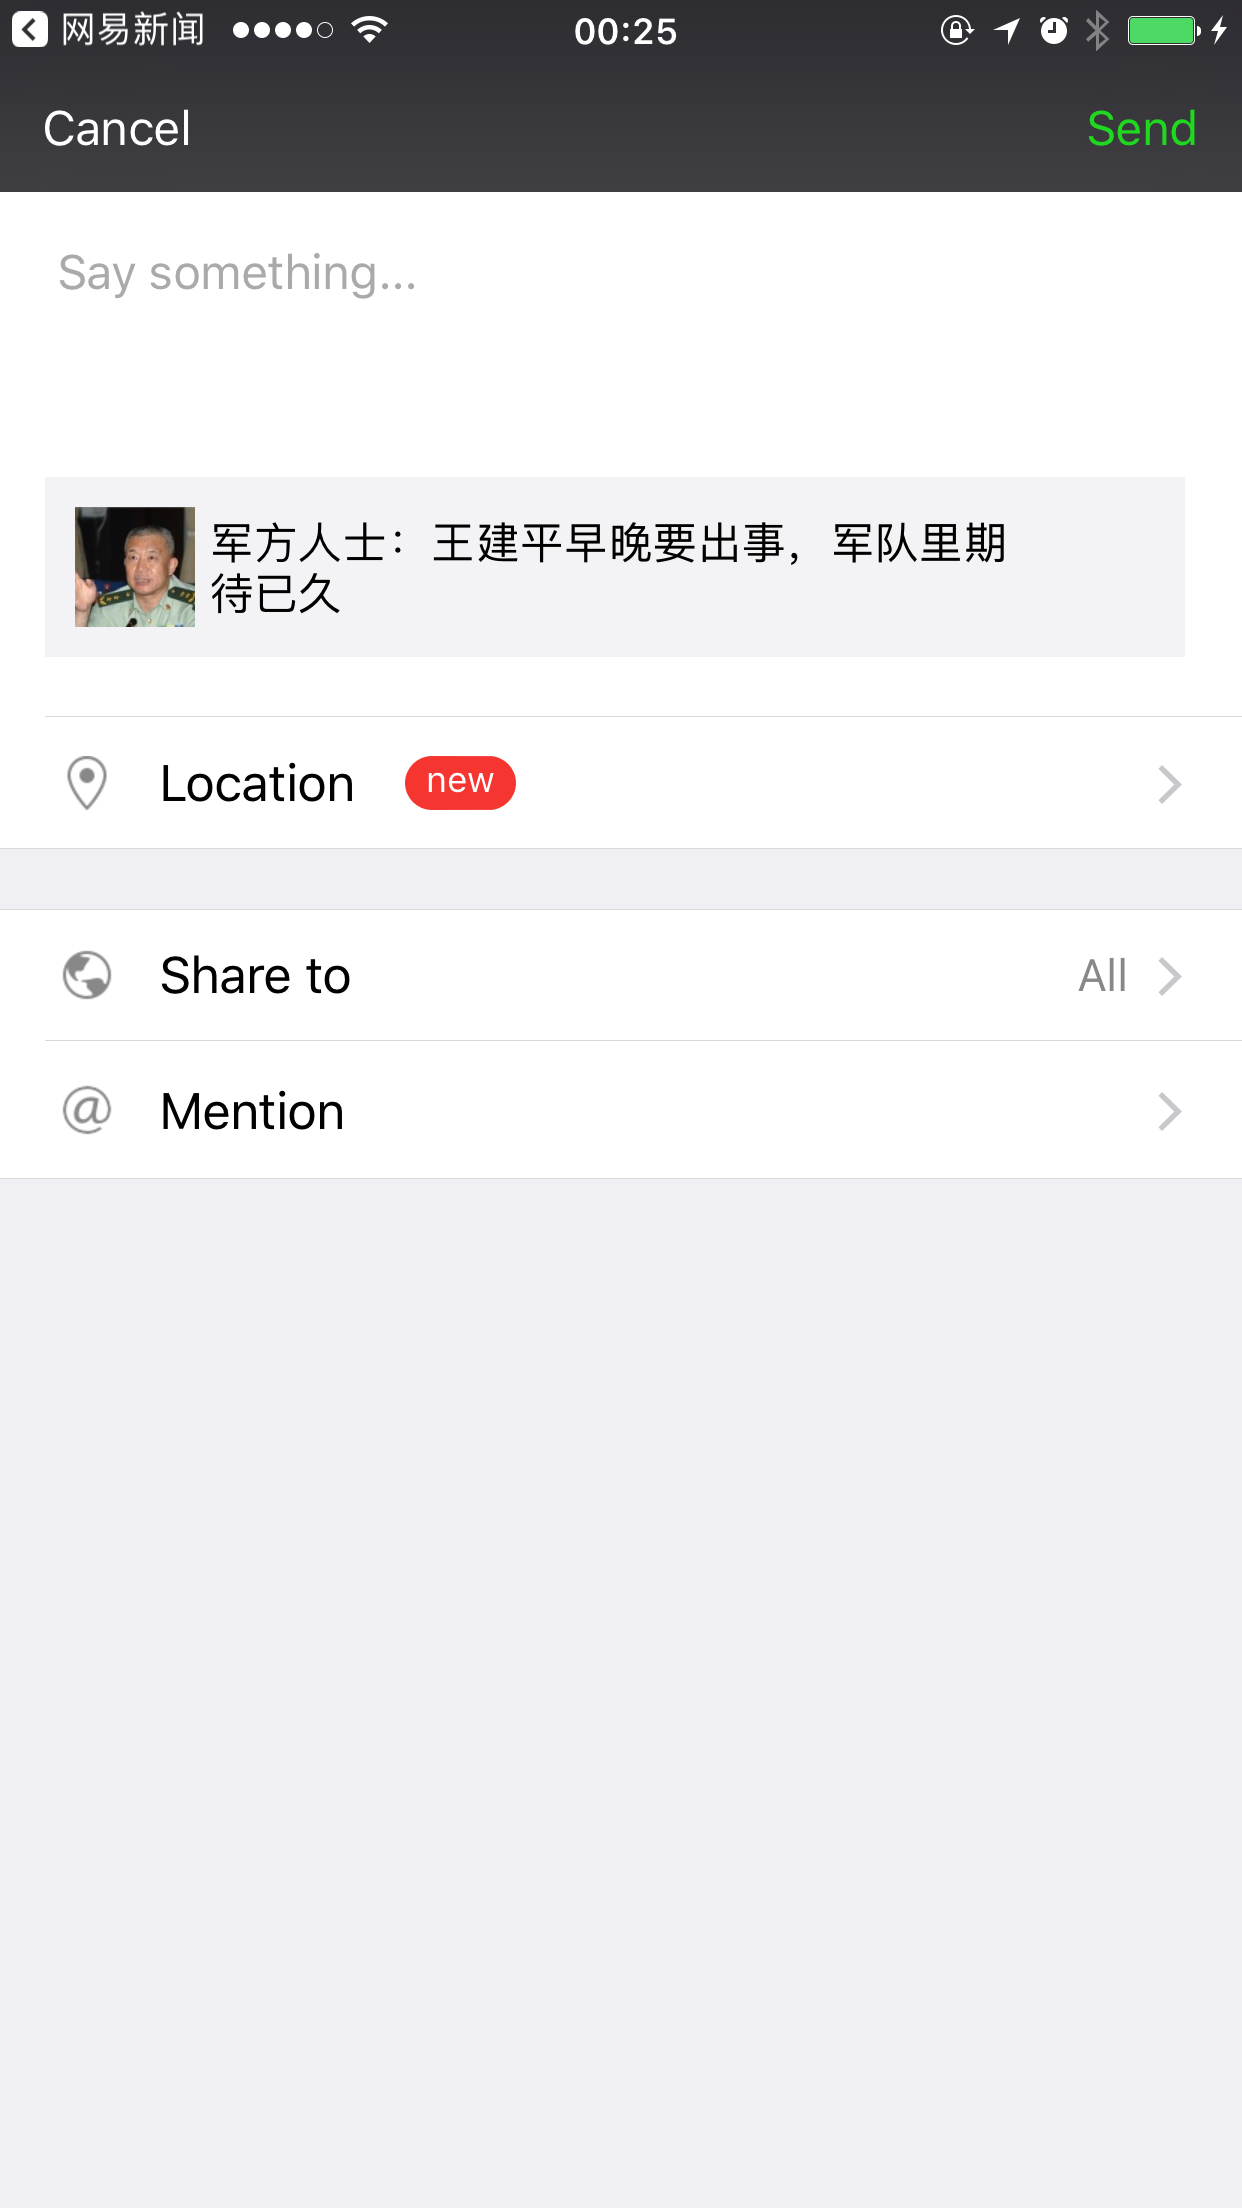 网易新闻
00:25
Cancel
Send
Say something...
军方人士：王建平早晚要出事，军队里期
待已久
Location
new
Share to
All
Mention